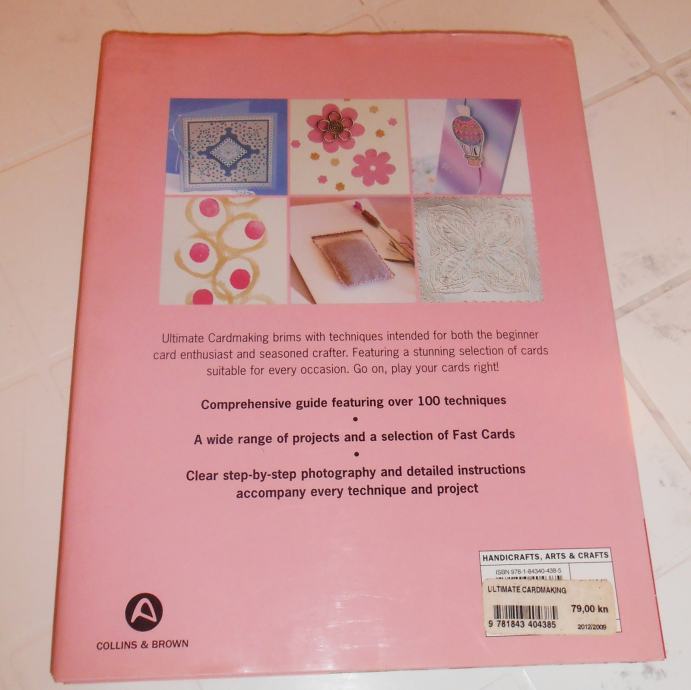 Ultimate Cardmaking brims with techniques intended for both the beginner
card enthusiast and seasoned crafter. Featuring a stunning selection of cards
suitable for every occasion. Go on, play your cards right!
Comprehensive guide featuring over 100 techniques
•
A wide range of projects and a selection of Fast Cards
•
Clear step-by-step photography and detailed instructions
accompany every technique and project
HANDICRAFTS, ARTS & CRAFTS
ISBN 978-1-84340-438-5
ULTIMATE CARDMAKING
79,00 kn
9 781843 404385
2012/2009
COLLINS & BROWN